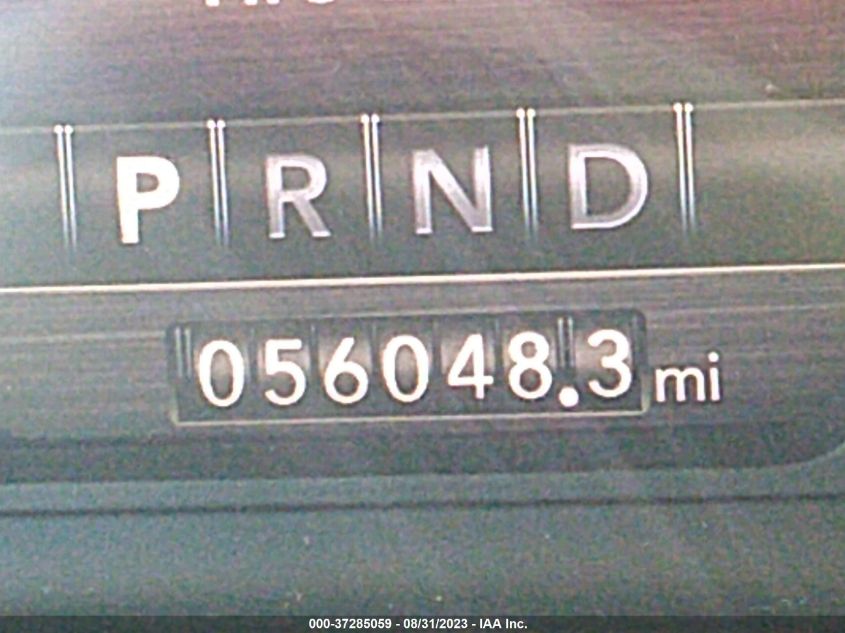 P R N D
056048.3 mi
000-37285059 - 08/31/2023 - IAA Inc.